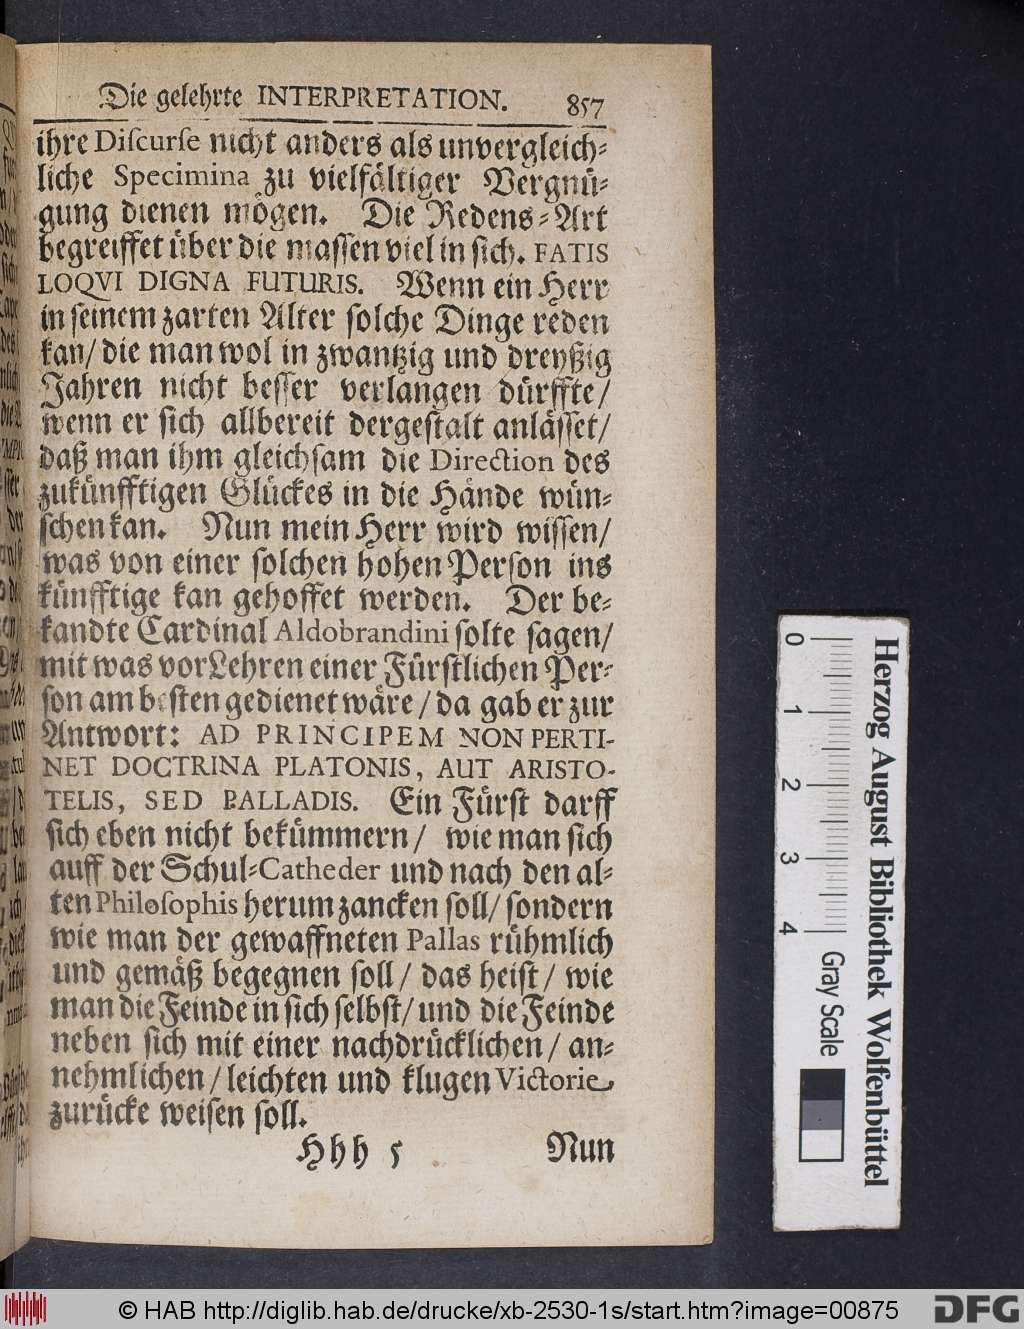 Die gelehrte INTERPRETATION. 857
ihre Diſcurſe nicht anders als unvergleich⸗
liche Specimina zu vielfältiger Vergnü⸗
gung dienen mögen. Die Redens⸗Art
begreiffet über die maſſen viel in ſich. FATIS
LOQVI DIGNA FUTURIS. Wenn ein Herr
in ſeinem zarten Alter ſolche Dinge reden
kan/ die man wol in zwantzig und dreyßig
Jahren nicht beſſer verlangen dürffte/
wenn er ſich allbereit dergeſtalt anläſſet/
daß man ihm gleichſam die Direction des
zukünfftigen Glückes in die Hände wün⸗
ſchen kan. Nun mein Herr wird wiſſen/
was von einer ſolchen hohen Perſon ins
künfftige kan gehoffet werden. Der be⸗
kandte Cardinal Aldobrandini ſolte ſagen/
mit was vor Lehren einer Fürſtlichen Per⸗
ſon am beſten gedienet wäre/ da gab er zur
Antwort: AD PRINCIPEM NON PERTI-
NET DOCTRINA PLATONIS, AUT ARISTO-
TELIS, SED PALLADIS. Ein Fürſt darff
ſich eben nicht bekümmern/ wie man ſich
auff der Schul⸗Catheder und nach den al⸗
ten Philoſophis herum zancken ſoll/ ſondern
wie man der gewaffneten Pallas rühmlich
und gemäß begegnen ſoll/ das heiſt/ wie
man die Feinde in ſich ſelbſt/ und die Feinde
neben ſich mit einer nachdrücklichen/ an⸗
nehmlichen/ leichten und klugen Victorie
zurücke weiſen ſoll.
Hhh 5 Nun
0 1 2 3 4
Gray Scale
Herzog August Bibliothek Wolfenbüttel
© HAB http://diglib.hab.de/drucke/xb-2530-1s/start.htm?image=00875
DFG